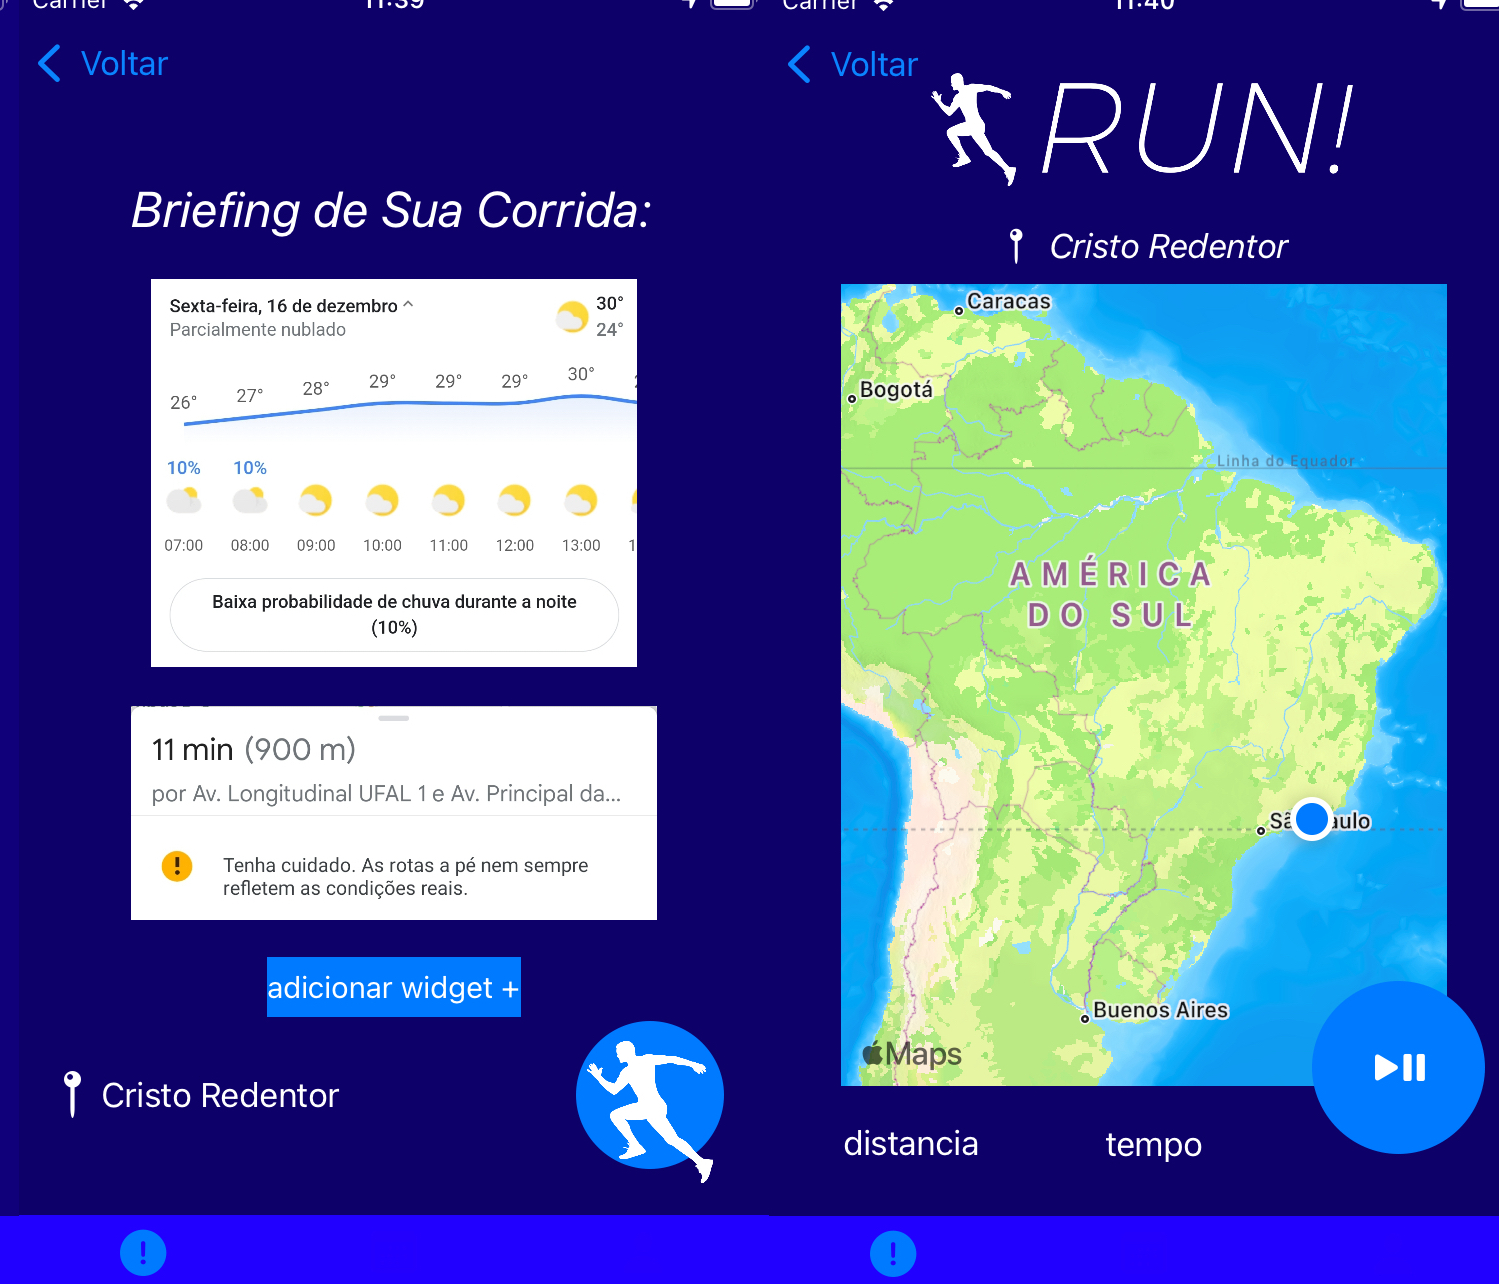 Carrier
11:39
Voltar
Briefing de Sua Corrida:
Sexta-feira, 16 de dezembro
30°
Parcialmente nublado
24°
26° 27° 28° 29° 29° 29° 30°
10% 10%
07:00 08:00 09:00 10:00 11:00 12:00 13:00
Baixa probabilidade de chuva durante a noite
(10%)
11 min (900 m)
por Av. Longitudinal UFAL 1 e Av. Principal da...
Tenha cuidado. As rotas a pé nem sempre
refletem as condições reais.
adicionar widget +
Cristo Redentor
Carrier
11:40
Voltar
RUN!
Cristo Redentor
Caracas
Bogotá
Linha do Equador
AMÉRICA
DO SUL
Buenos Aires
Maps
distancia
tempo